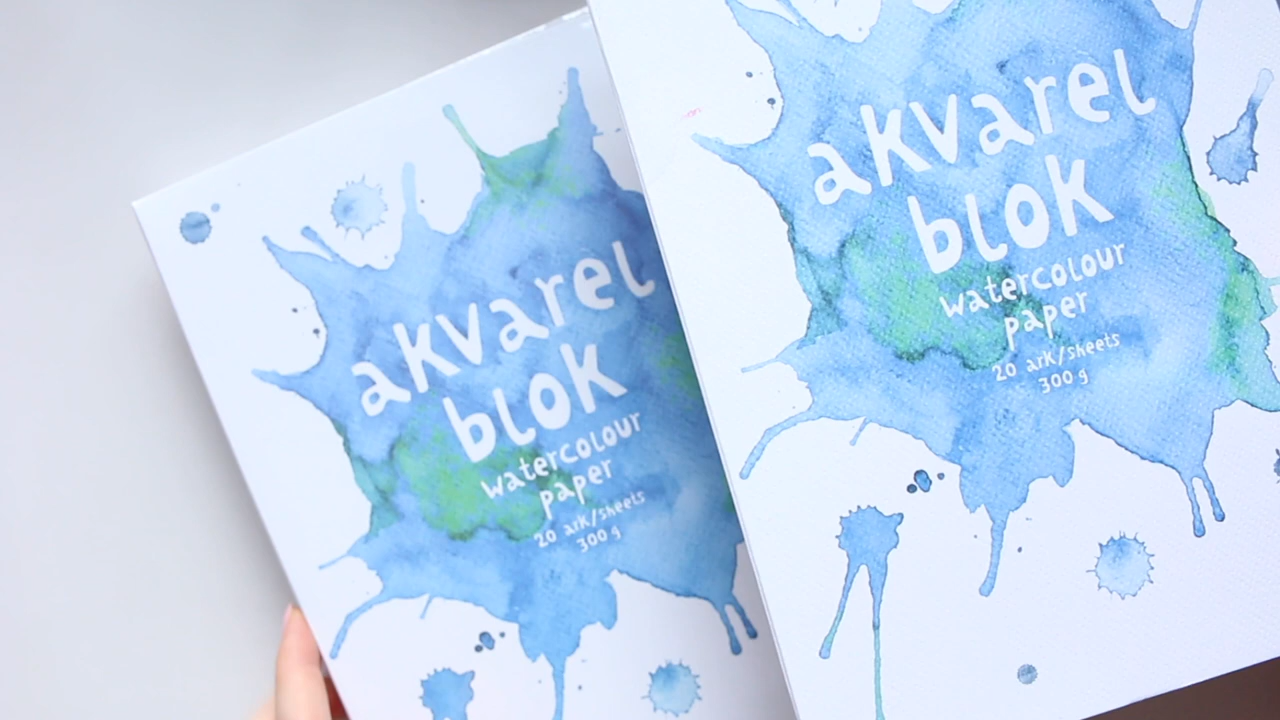 akvarel
blok
watercolour
paper
20 ark/sheets
300 g
akvarel
blok
watercolour
paper
20 ark/sheets
300 g